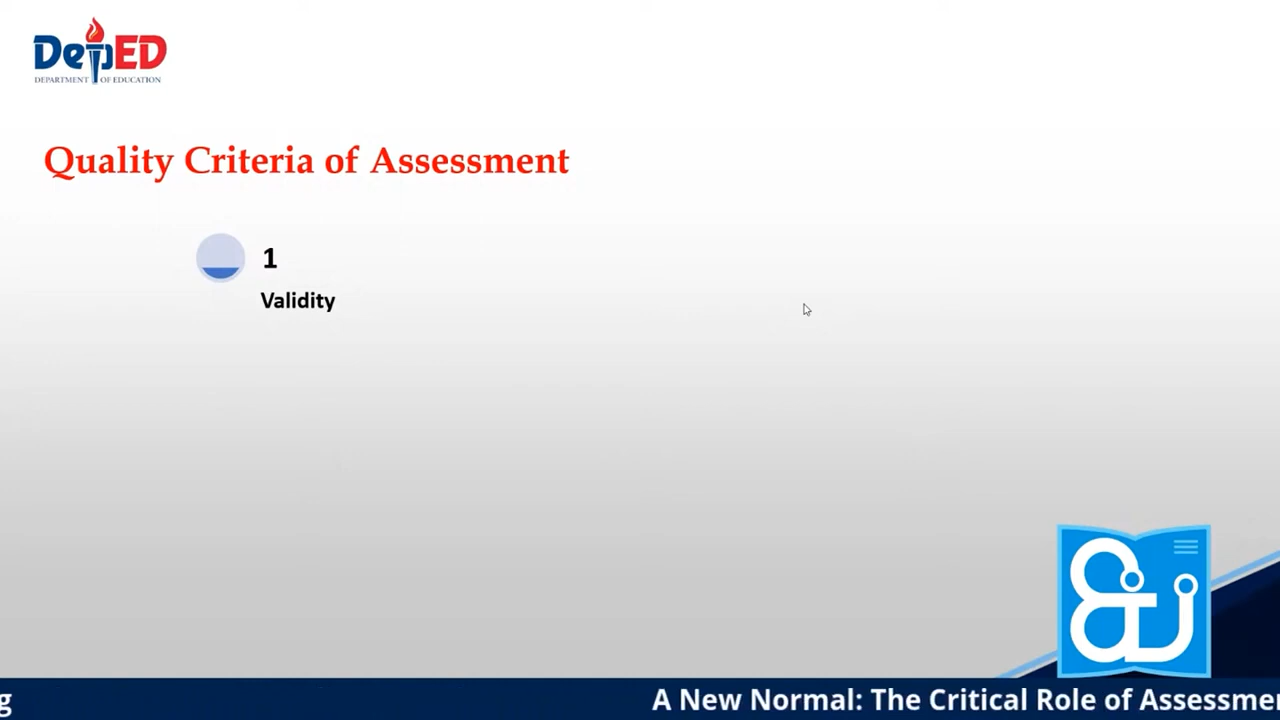 DepED
DEPARTMENT OF EDUCATION
Quality Criteria of Assessment
1
Validity
g
A New Normal: The Critical Role of Assessme